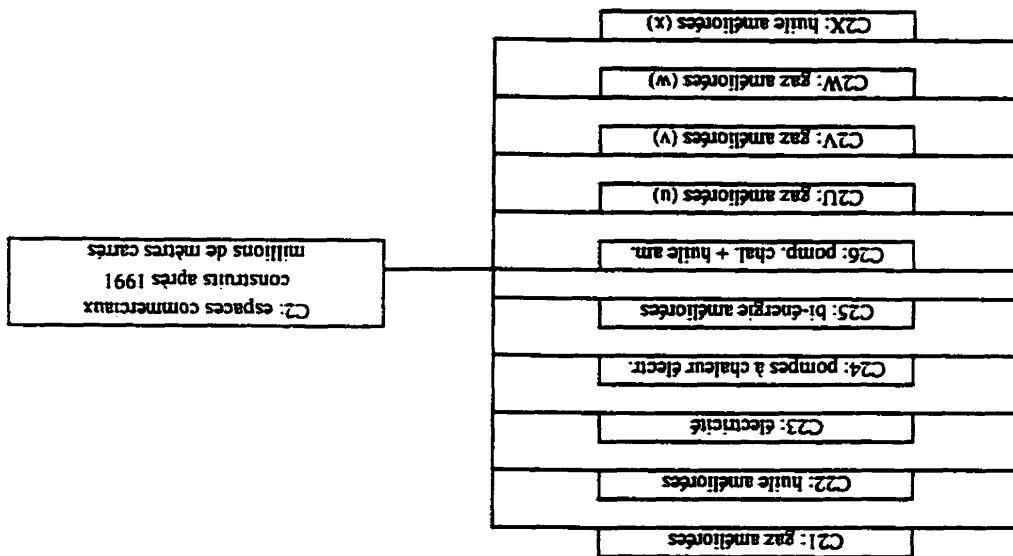 C21: gaz améliorées
C22: huile améliorées
C23: électricité
C24: pompes à chaleur électr.
C25: bi-énergie améliorées
C26: pomp. chal. + huile am.
C2U: gaz améliorées (u)
C2V: gaz améliorées (v)
C2W: gaz améliorées (w)
C2X: huile améliorées (x)
C2: espaces commerciaux
construits après 1991
millions de mètres carrés